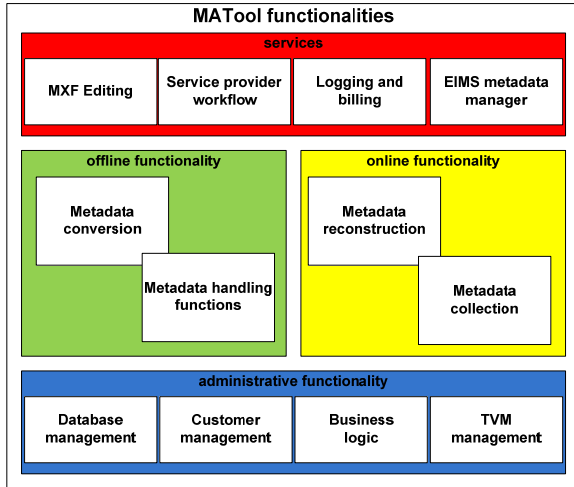 MATool functionalities
services
MXF Editing
Service provider
workflow
Logging and
billing
EIMS metadata
manager
offline functionality
Metadata
conversion
Metadata handling
functions
online functionality
Metadata
reconstruction
Metadata
collection
administrative functionality
Database
management
Customer
management
Business
logic
TVM
management